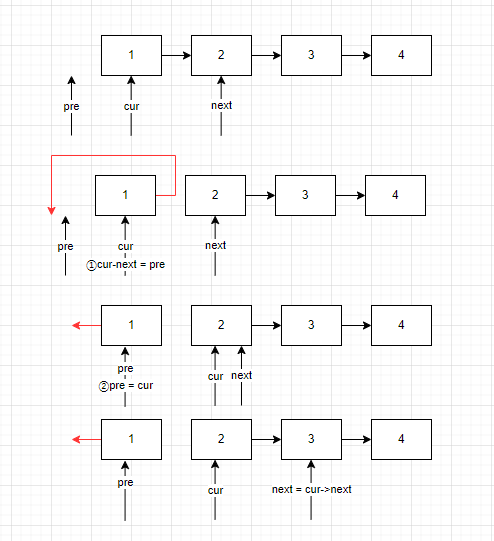 1 2 3 4
pre cur next
1 2 3 4
pre cur next
①cur-next = pre
1 2 3 4
pre cur next
②pre = cur
1 2 3 4
pre cur next = cur->next